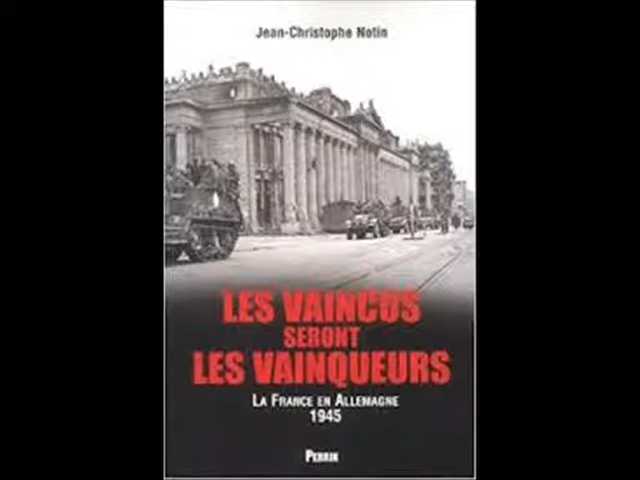 Jean-Christophe Notin
LES VAINCUS
SERONT
LES VAINQUEURS
LA FRANCE EN ALLEMAGNE
1945
PERRIN